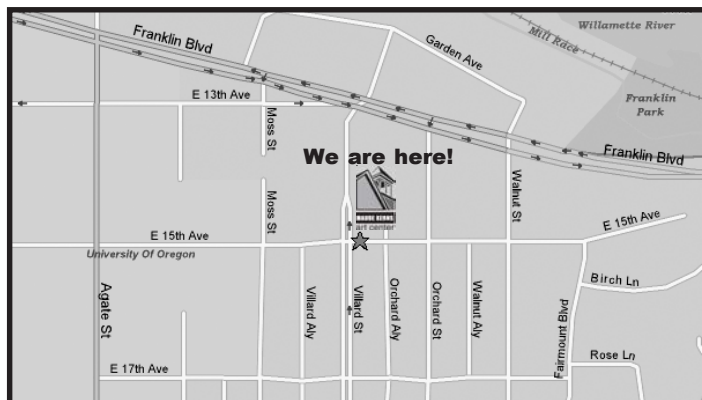 Franklin Blvd
Garden Ave
Mill Race
Willamette River
Franklin
Park
E 13th Ave
Moss St
We are here!
Franklin Blvd
Walnut St
Moss St
MAUDE KERNS
art center
E 15th Ave
E 15th Ave
University Of Oregon
Agate St
Villard Aly
Villard St
Orchard Aly
Orchard St
Walnut Aly
Fairmount Blvd
Birch Ln
Rose Ln
E 17th Ave